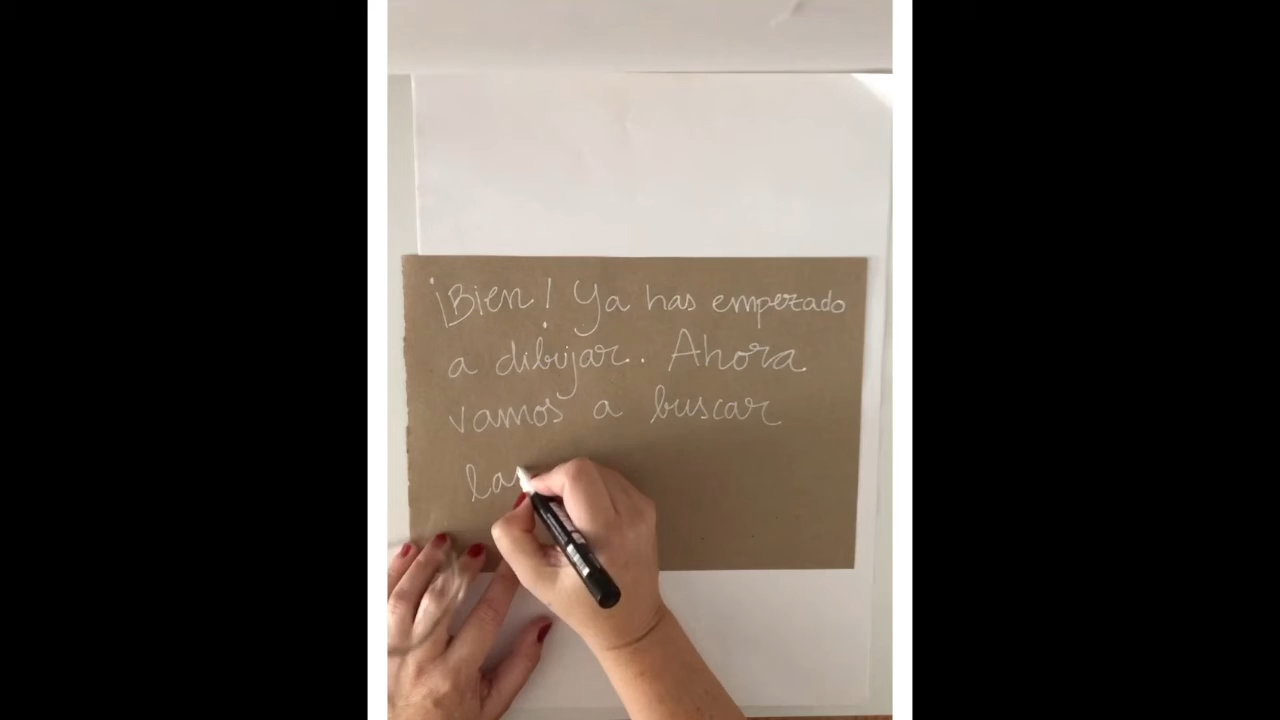 ¡Bien! Ya has empezado
a dibujar. Ahora
vamos a buscar
la